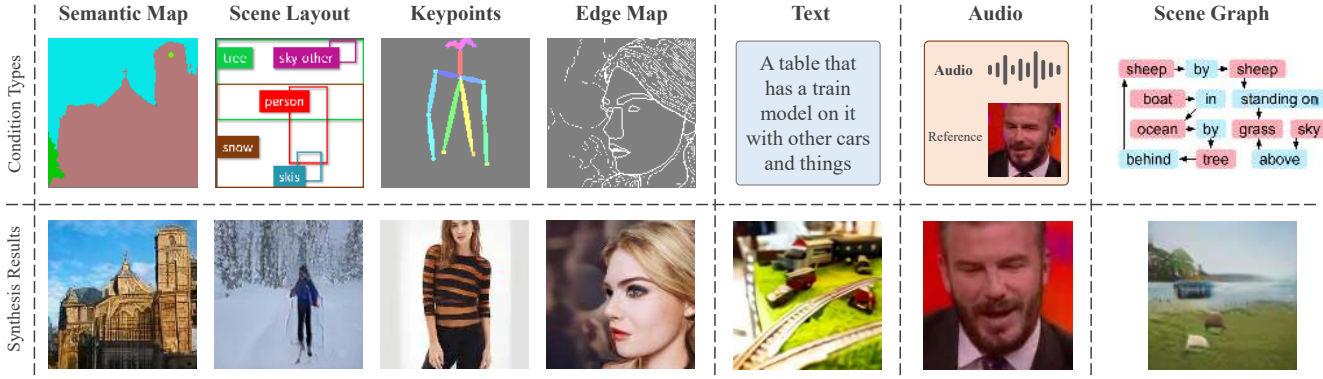 Semantic Map
Scene Layout
Keypoints
Edge Map
Text
Audio
Scene Graph
Condition Types
tree
sky other
person
snow
skis
A table that
has a train
model on it
with other cars
and things
Audio
Reference
sheep by sheep
boat in standing on
ocean by grass sky
behind tree above
Synthesis Results